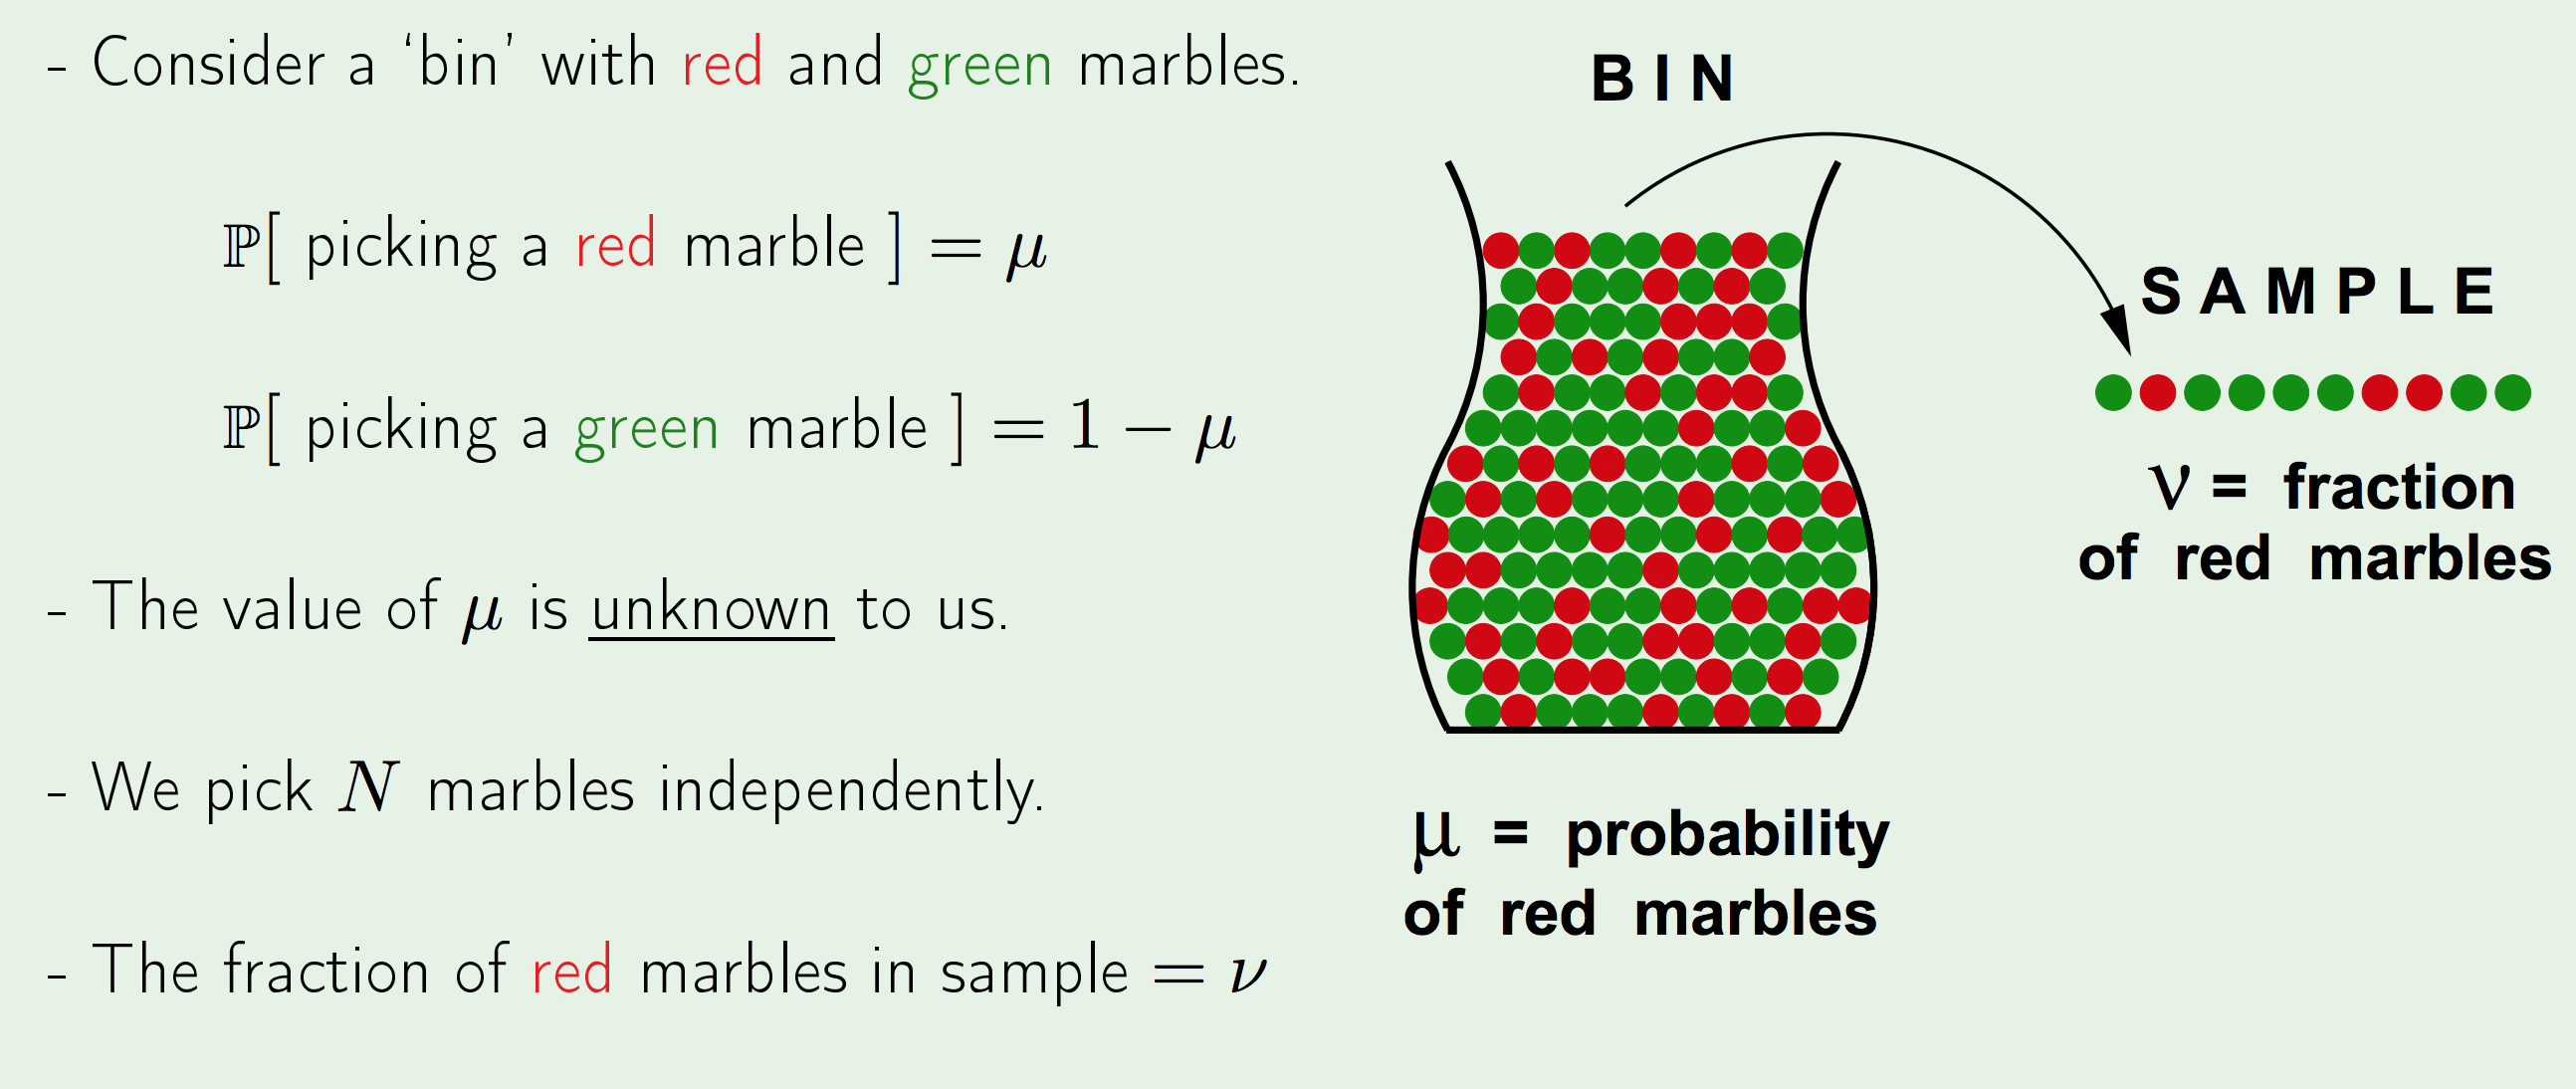 - Consider a ‘bin’ with red and green marbles.
ℙ[ picking a red marble ] = μ
ℙ[ picking a green marble ] = 1 − μ
- The value of μ is unknown to us.
- We pick N marbles independently.
- The fraction of red marbles in sample = ν
BIN
SAMPLE
ν = fraction
of red marbles
μ = probability
of red marbles